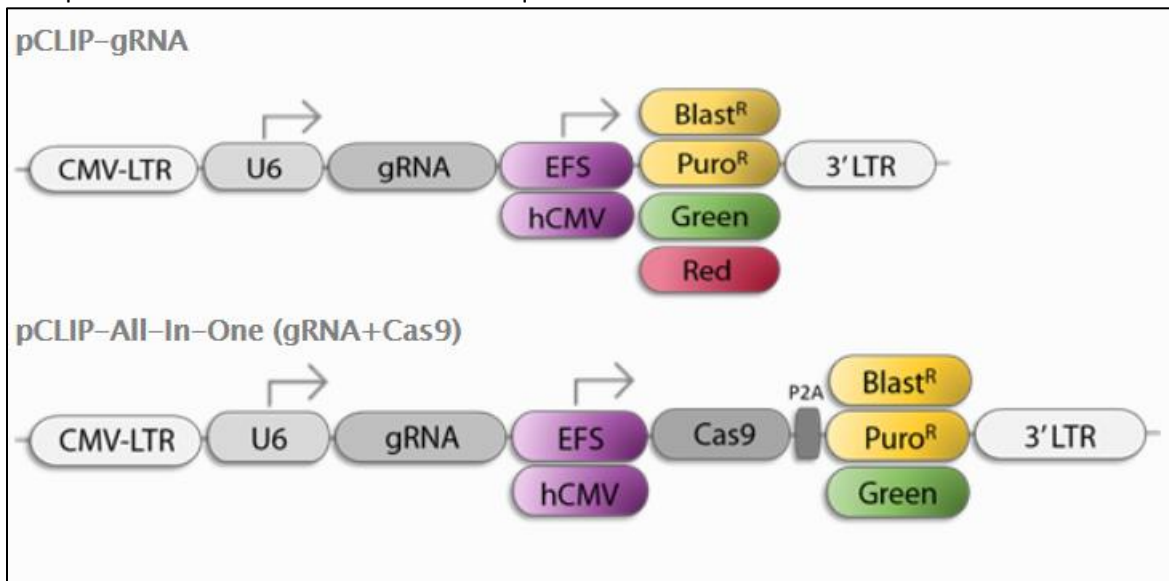 pCLIP-gRNA
Blast^R
CMV-LTR U6 gRNA EFS Puro^R 3' LTR
hCMV Green
Red
pCLIP-All-In-One (gRNA+Cas9)
P2A Blast^R
CMV-LTR U6 gRNA EFS Cas9 Puro^R 3' LTR
hCMV Green